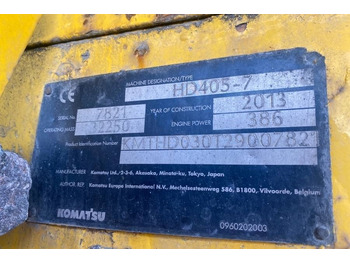 CE
MACHINE DESIGNATION/TYPE
HD405-7
SERIAL No. 7821 YEAR OF CONSTRUCTION 2013
OPERATING MASS ENGINE POWER 386
Product Identification Number
MANUFACTURER Komatsu Ltd./2-3-6. Akasaka, Minato-ku, Tokyo, Japan
AUTHOR. REP. Komatsu Europe International N.V., Mechelsesteenweg 586, B1800, Vilvoorde, Belgium
KOMATSU
0960202003